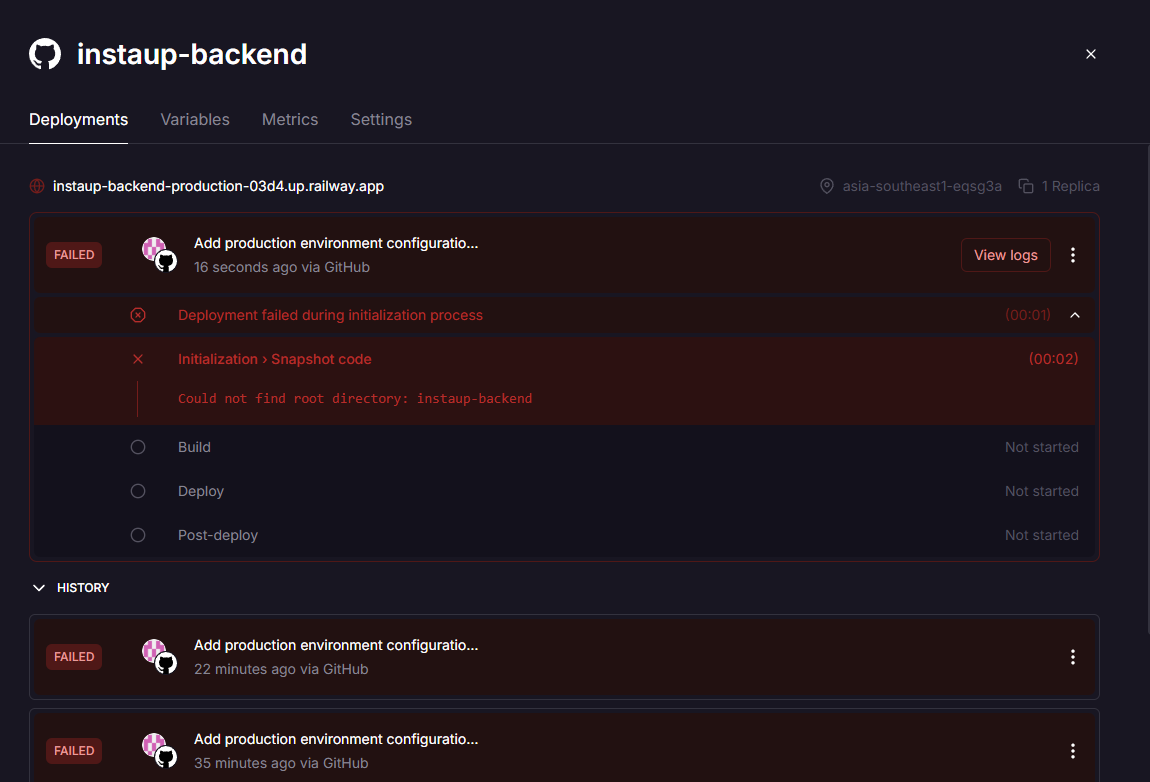 instaup-backend
Deployments Variables Metrics Settings
instaup-backend-production-03d4.up.railway.app asia-southeast1-eqsg3a 1 Replica
FAILED
Add production environment configuratio...
16 seconds ago via GitHub
View logs
Deployment failed during initialization process (00:01)
Initialization › Snapshot code (00:02)
Could not find root directory: instaup-backend
Build Not started
Deploy Not started
Post-deploy Not started
HISTORY
FAILED
Add production environment configuratio...
22 minutes ago via GitHub
FAILED
Add production environment configuratio...
35 minutes ago via GitHub